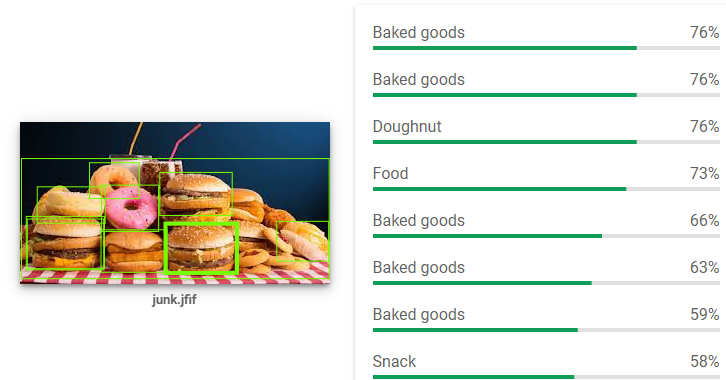 Baked goods 76%
Baked goods 76%
Doughnut 76%
Food 73%
Baked goods 66%
Baked goods 63%
Baked goods 59%
Snack 58%
junk.jfif